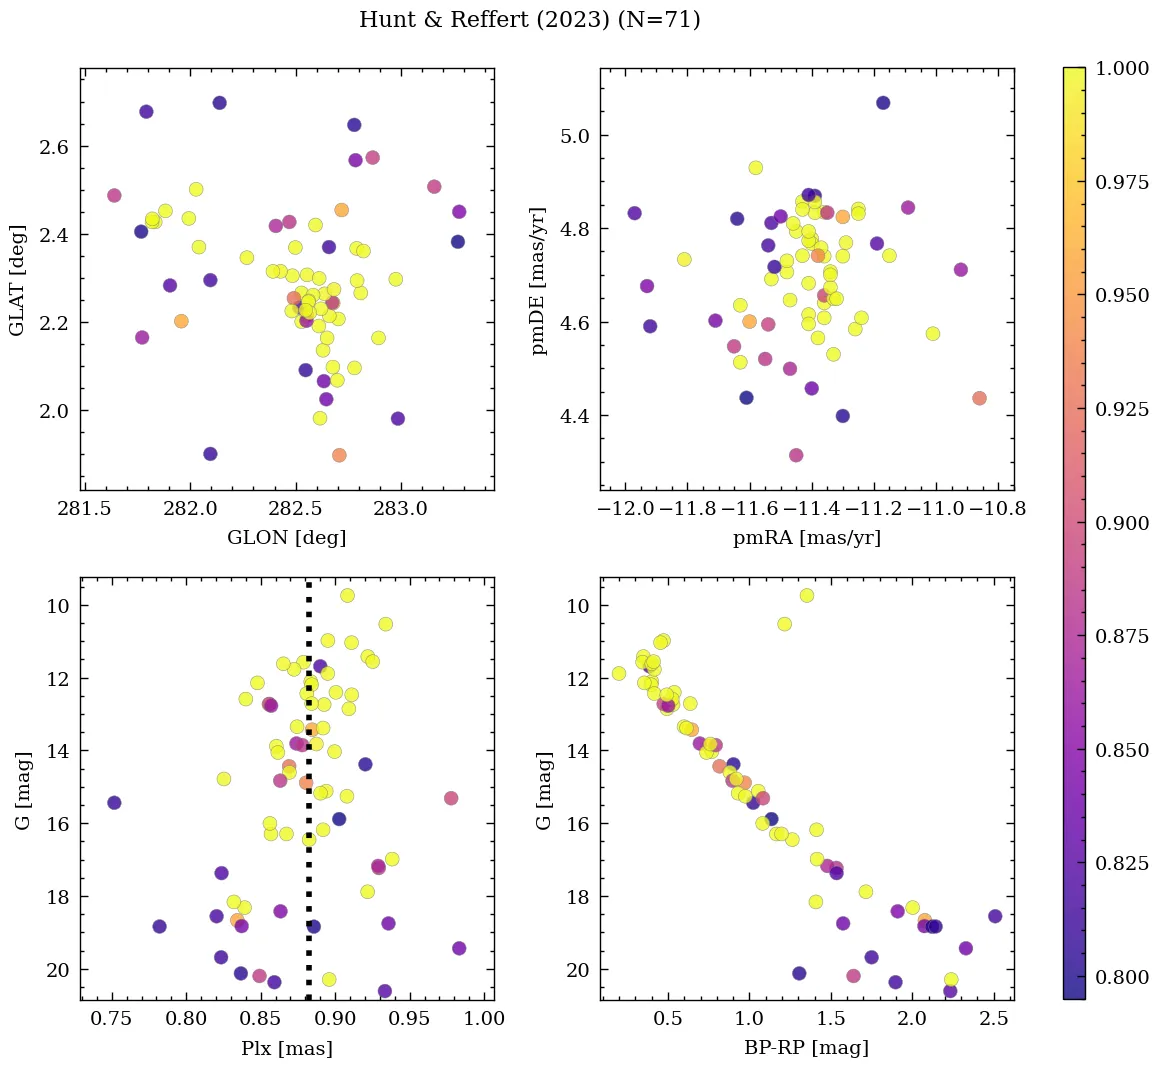 Hunt & Reffert (2023) (N=71)
2.6
2.4
2.2
2.0
GLAT [deg]
281.5 282.0 282.5 283.0
GLON [deg]
5.0
4.8
4.6
4.4
pmDE [mas/yr]
−12.0 −11.8 −11.6 −11.4 −11.2 −11.0 −10.8
pmRA [mas/yr]
10
12
14
16
18
20
G [mag]
0.75 0.80 0.85 0.90 0.95 1.00
Plx [mas]
10
12
14
16
18
20
G [mag]
0.5 1.0 1.5 2.0 2.5
BP-RP [mag]
1.000
0.975
0.950
0.925
0.900
0.875
0.850
0.825
0.800